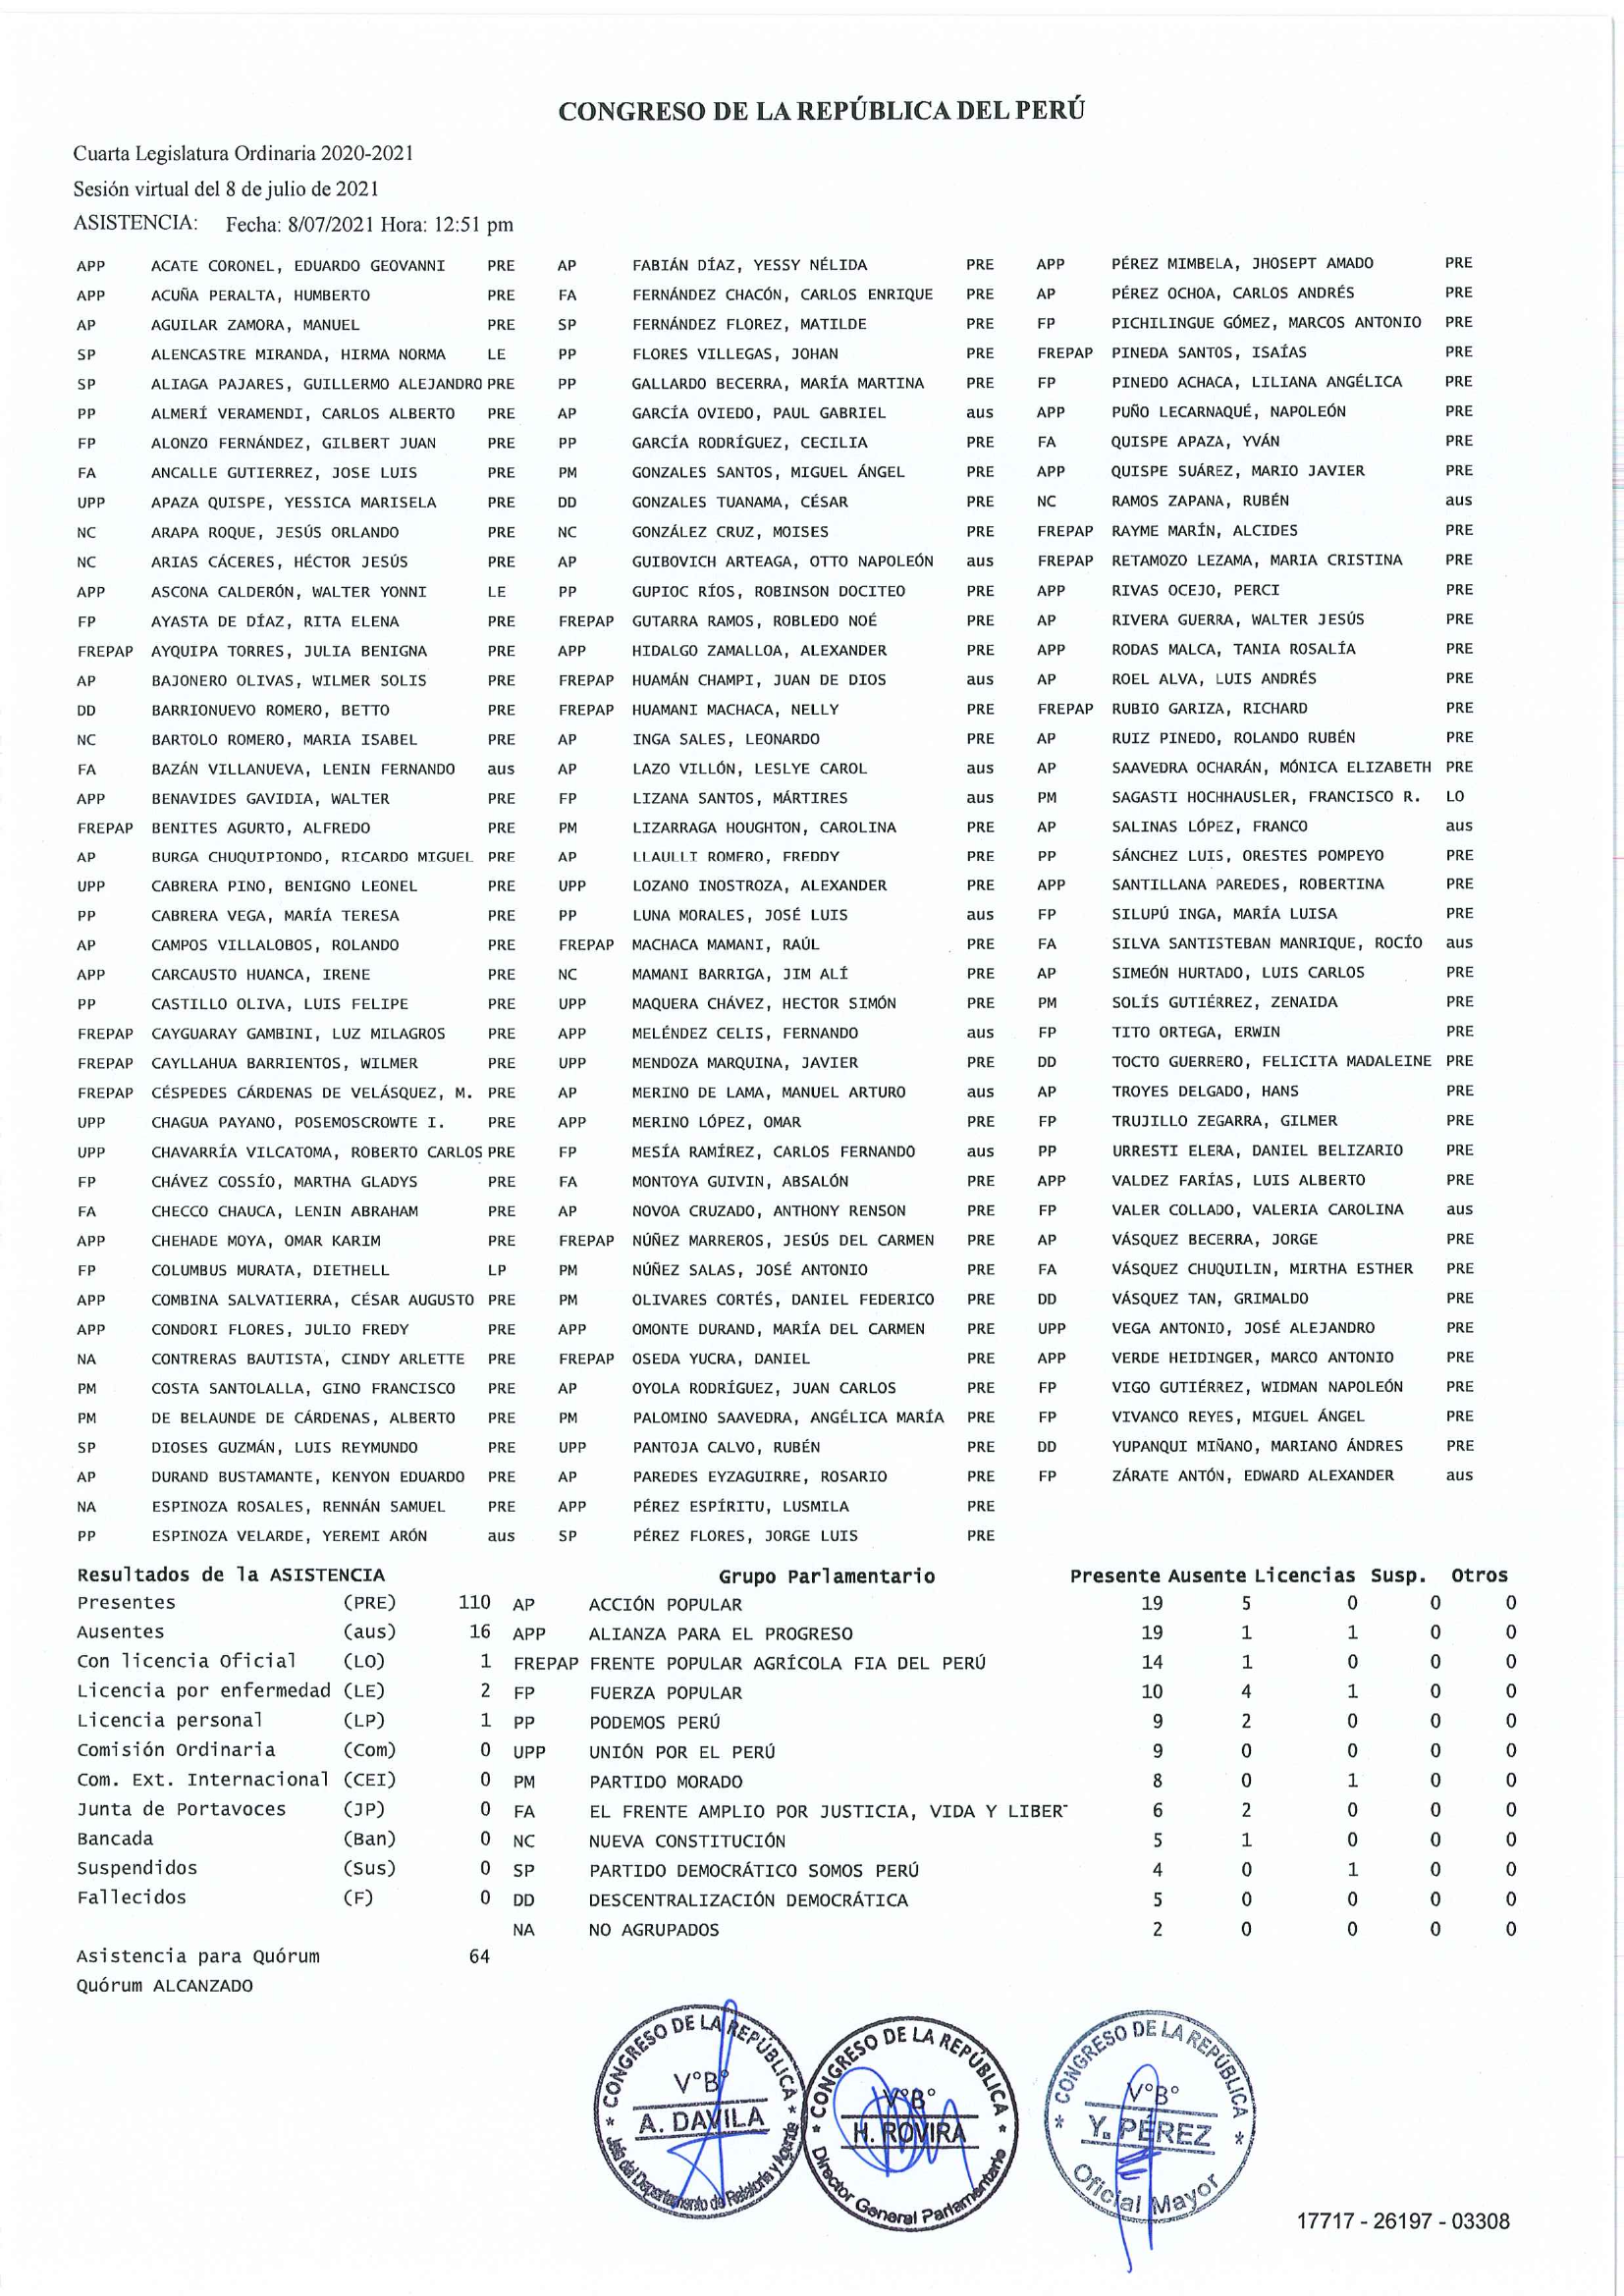 CONGRESO DE LA REPÚBLICA DEL PERÚ
Cuarta Legislatura Ordinaria 2020-2021
Sesión virtual del 8 de julio de 2021
ASISTENCIA: Fecha: 8/07/2021 Hora: 12:51 pm
APP ACATE CORONEL, EDUARDO GEOVANNI PRE AP FABIÁN DÍAZ, YESSY NÉLIDA PRE APP PÉREZ MIMBELA, JHOSEPT AMADO PRE
APP ACUÑA PERALTA, HUMBERTO PRE FA FERNÁNDEZ CHACÓN, CARLOS ENRIQUE PRE AP PÉREZ OCHOA, CARLOS ANDRÉS PRE
AP AGUILAR ZAMORA, MANUEL PRE SP FERNÁNDEZ FLOREZ, MATILDE PRE FP PICHILINGUE GÓMEZ, MARCOS ANTONIO PRE
SP ALENCASTRE MIRANDA, HIRMA NORMA LE PP FLORES VILLEGAS, JOHAN PRE FREPAP PINEDA SANTOS, ISAÍAS PRE
SP ALIAGA PAJARES, GUILLERMO ALEJANDRO PRE PP GALLARDO BECERRA, MARÍA MARTINA PRE FP PINEDO ACHACA, LILIANA ANGÉLICA PRE
PP ALMERÍ VERAMENDI, CARLOS ALBERTO PRE AP GARCÍA OVIEDO, PAUL GABRIEL aus APP PUÑO LECARNAQUÉ, NAPOLEÓN PRE
FP ALONZO FERNÁNDEZ, GILBERT JUAN PRE PP GARCÍA RODRÍGUEZ, CECILIA PRE FA QUISPE APAZA, YVÁN PRE
FA ANCALLE GUTIERREZ, JOSE LUIS PRE PM GONZALES SANTOS, MIGUEL ÁNGEL PRE APP QUISPE SUÁREZ, MARIO JAVIER PRE
UPP APAZA QUISPE, YESSICA MARISELA PRE DD GONZALES TUANAMA, CÉSAR PRE NC RAMOS ZAPANA, RUBÉN aus
NC ARAPA ROQUE, JESÚS ORLANDO PRE NC GONZÁLEZ CRUZ, MOISES PRE FREPAP RAYME MARÍN, ALCIDES PRE
NC ARIAS CÁCERES, HÉCTOR JESÚS PRE AP GUIBOVICH ARTEAGA, OTTO NAPOLEÓN aus FREPAP RETAMOZO LEZAMA, MARIA CRISTINA PRE
APP ASCONA CALDERÓN, WALTER YONNI LE PP GUPIOC RÍOS, ROBINSON DOCITEO PRE APP RIVAS OCEJO, PERCI PRE
FP AYASTA DE DÍAZ, RITA ELENA PRE FREPAP GUTARRA RAMOS, ROBLEDO NOÉ PRE AP RIVERA GUERRA, WALTER JESÚS PRE
FREPAP AYQUIPA TORRES, JULIA BENIGNA PRE APP HIDALGO ZAMALLOA, ALEXANDER PRE APP RODAS MALCA, TANIA ROSALÍA PRE
AP BAJONERO OLIVAS, WILMER SOLIS PRE FREPAP HUAMÁN CHAMPI, JUAN DE DIOS aus AP ROEL ALVA, LUIS ANDRÉS PRE
DD BARRIONUEVO ROMERO, BETTO PRE FREPAP HUAMANI MACHACA, NELLY PRE FREPAP RUBIO GARIZA, RICHARD PRE
NC BARTOLO ROMERO, MARIA ISABEL PRE AP INGA SALES, LEONARDO PRE AP RUIZ PINEDO, ROLANDO RUBÉN PRE
FA BAZÁN VILLANUEVA, LENIN FERNANDO aus AP LAZO VILLÓN, LESLYE CAROL aus AP SAAVEDRA OCHARÁN, MÓNICA ELIZABETH PRE
APP BENAVIDES GAVIDIA, WALTER PRE FP LIZANA SANTOS, MÁRTIRES aus PM SAGASTI HOCHHAUSLER, FRANCISCO R. LO
FREPAP BENITES AGURTO, ALFREDO PRE PM LIZARRAGA HOUGHTON, CAROLINA PRE AP SALINAS LÓPEZ, FRANCO aus
AP BURGA CHUQUIPIONDO, RICARDO MIGUEL PRE AP LLAULLI ROMERO, FREDDY PRE PP SÁNCHEZ LUIS, ORESTES POMPEYO PRE
UPP CABRERA PINO, BENIGNO LEONEL PRE UPP LOZANO INOSTROZA, ALEXANDER PRE APP SANTILLANA PAREDES, ROBERTINA PRE
PP CABRERA VEGA, MARÍA TERESA PRE PP LUNA MORALES, JOSÉ LUIS aus FP SILUPÚ INGA, MARÍA LUISA PRE
AP CAMPOS VILLALOBOS, ROLANDO PRE FREPAP MACHACA MAMANI, RAÚL PRE FA SILVA SANTISTEBAN MANRIQUE, ROCÍO aus
APP CARCAUSTO HUANCA, IRENE PRE NC MAMANI BARRIGA, JIM ALÍ PRE AP SIMEÓN HURTADO, LUIS CARLOS PRE
PP CASTILLO OLIVA, LUIS FELIPE PRE UPP MAQUERA CHÁVEZ, HECTOR SIMÓN PRE PM SOLÍS GUTIÉRREZ, ZENAIDA PRE
FREPAP CAYGUARAY GAMBINI, LUZ MILAGROS PRE APP MELÉNDEZ CELIS, FERNANDO aus FP TITO ORTEGA, ERWIN PRE
FREPAP CAYLLAHUA BARRIENTOS, WILMER PRE UPP MENDOZA MARQUINA, JAVIER PRE DD TOCTO GUERRERO, FELICITA MADALEINE PRE
FREPAP CÉSPEDES CÁRDENAS DE VELÁSQUEZ, M. PRE AP MERINO DE LAMA, MANUEL ARTURO aus AP TROYES DELGADO, HANS PRE
UPP CHAGUA PAYANO, POSEMOSCROWTE I. PRE APP MERINO LÓPEZ, OMAR PRE FP TRUJILLO ZEGARRA, GILMER PRE
UPP CHAVARRÍA VILCATOMA, ROBERTO CARLOS PRE FP MESÍA RAMÍREZ, CARLOS FERNANDO aus PP URRESTI ELERA, DANIEL BELIZARIO PRE
FP CHÁVEZ COSSÍO, MARTHA GLADYS PRE FA MONTOYA GUIVIN, ABSALÓN PRE APP VALDEZ FARÍAS, LUIS ALBERTO PRE
FA CHECCO CHAUCA, LENIN ABRAHAM PRE AP NOVOA CRUZADO, ANTHONY RENSON PRE FP VALER COLLADO, VALERIA CAROLINA aus
APP CHEHADE MOYA, OMAR KARIM PRE FREPAP NÚÑEZ MARREROS, JESÚS DEL CARMEN PRE AP VÁSQUEZ BECERRA, JORGE PRE
FP COLUMBUS MURATA, DIETHELL LP PM NÚÑEZ SALAS, JOSÉ ANTONIO PRE FA VÁSQUEZ CHUQUILIN, MIRTHA ESTHER PRE
APP COMBINA SALVATIERRA, CÉSAR AUGUSTO PRE PM OLIVARES CORTÉS, DANIEL FEDERICO PRE DD VÁSQUEZ TAN, GRIMALDO PRE
APP CONDORI FLORES, JULIO FREDY PRE APP OMONTE DURAND, MARÍA DEL CARMEN PRE UPP VEGA ANTONIO, JOSÉ ALEJANDRO PRE
NA CONTRERAS BAUTISTA, CINDY ARLETTE PRE FREPAP OSEDA YUCRA, DANIEL PRE APP VERDE HEIDINGER, MARCO ANTONIO PRE
PM COSTA SANTOLALLA, GINO FRANCISCO PRE AP OYOLA RODRÍGUEZ, JUAN CARLOS PRE FP VIGO GUTIÉRREZ, WIDMAN NAPOLEÓN PRE
PM DE BELAUNDE DE CÁRDENAS, ALBERTO PRE PM PALOMINO SAAVEDRA, ANGÉLICA MARÍA PRE FP VIVANCO REYES, MIGUEL ÁNGEL PRE
SP DIOSES GUZMÁN, LUIS REYMUNDO PRE UPP PANTOJA CALVO, RUBÉN PRE DD YUPANQUI MIÑANO, MARIANO ÁNDRES PRE
AP DURAND BUSTAMANTE, KENYON EDUARDO PRE AP PAREDES EYZAGUIRRE, ROSARIO PRE FP ZÁRATE ANTÓN, EDWARD ALEXANDER aus
NA ESPINOZA ROSALES, RENNÁN SAMUEL PRE APP PÉREZ ESPÍRITU, LUSMILA PRE
PP ESPINOZA VELARDE, YEREMI ARÓN aus SP PÉREZ FLORES, JORGE LUIS PRE
Resultados de la ASISTENCIA Grupo Parlamentario Presente Ausente Licencias Susp. Otros
Presentes (PRE) 110 AP ACCIÓN POPULAR 19 5 0 0 0
Ausentes (aus) 16 APP ALIANZA PARA EL PROGRESO 19 1 1 0 0
Con licencia Oficial (LO) 1 FREPAP FRENTE POPULAR AGRÍCOLA FIA DEL PERÚ 14 1 0 0 0
Licencia por enfermedad (LE) 2 FP FUERZA POPULAR 10 4 1 0 0
Licencia personal (LP) 1 PP PODEMOS PERÚ 9 2 0 0 0
Comisión Ordinaria (Com) 0 UPP UNIÓN POR EL PERÚ 9 0 0 0 0
Com. Ext. Internacional (CEI) 0 PM PARTIDO MORADO 8 0 1 0 0
Junta de Portavoces (JP) 0 FA EL FRENTE AMPLIO POR JUSTICIA, VIDA Y LIBER 6 2 0 0 0
Bancada (Ban) 0 NC NUEVA CONSTITUCIÓN 5 1 0 0 0
Suspendidos (Sus) 0 SP PARTIDO DEMOCRÁTICO SOMOS PERÚ 4 0 1 0 0
Fallecidos (F) 0 DD DESCENTRALIZACIÓN DEMOCRÁTICA 5 0 0 0 0
NA NO AGRUPADOS 2 0 0 0 0
Asistencia para Quórum 64
Quórum ALCANZADO
* CONGRESO DE LA REPÚBLICA *
V°B°
A. DAVILA
Jefe del Departamento de Relatoría y Agenda
* CONGRESO DE LA REPÚBLICA *
V°B°
H. ROVIRA
Director General Parlamentario
* CONGRESO DE LA REPÚBLICA *
V°B°
Y. PÉREZ
Oficial Mayor
17717 - 26197 - 03308